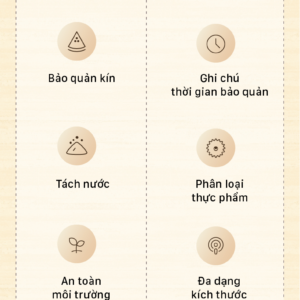 Bảo quản kín
Ghi chú
thời gian bảo quản
Tách nước
Phân loại
thực phẩm
An toàn
môi trường
Đa dạng
kích thước